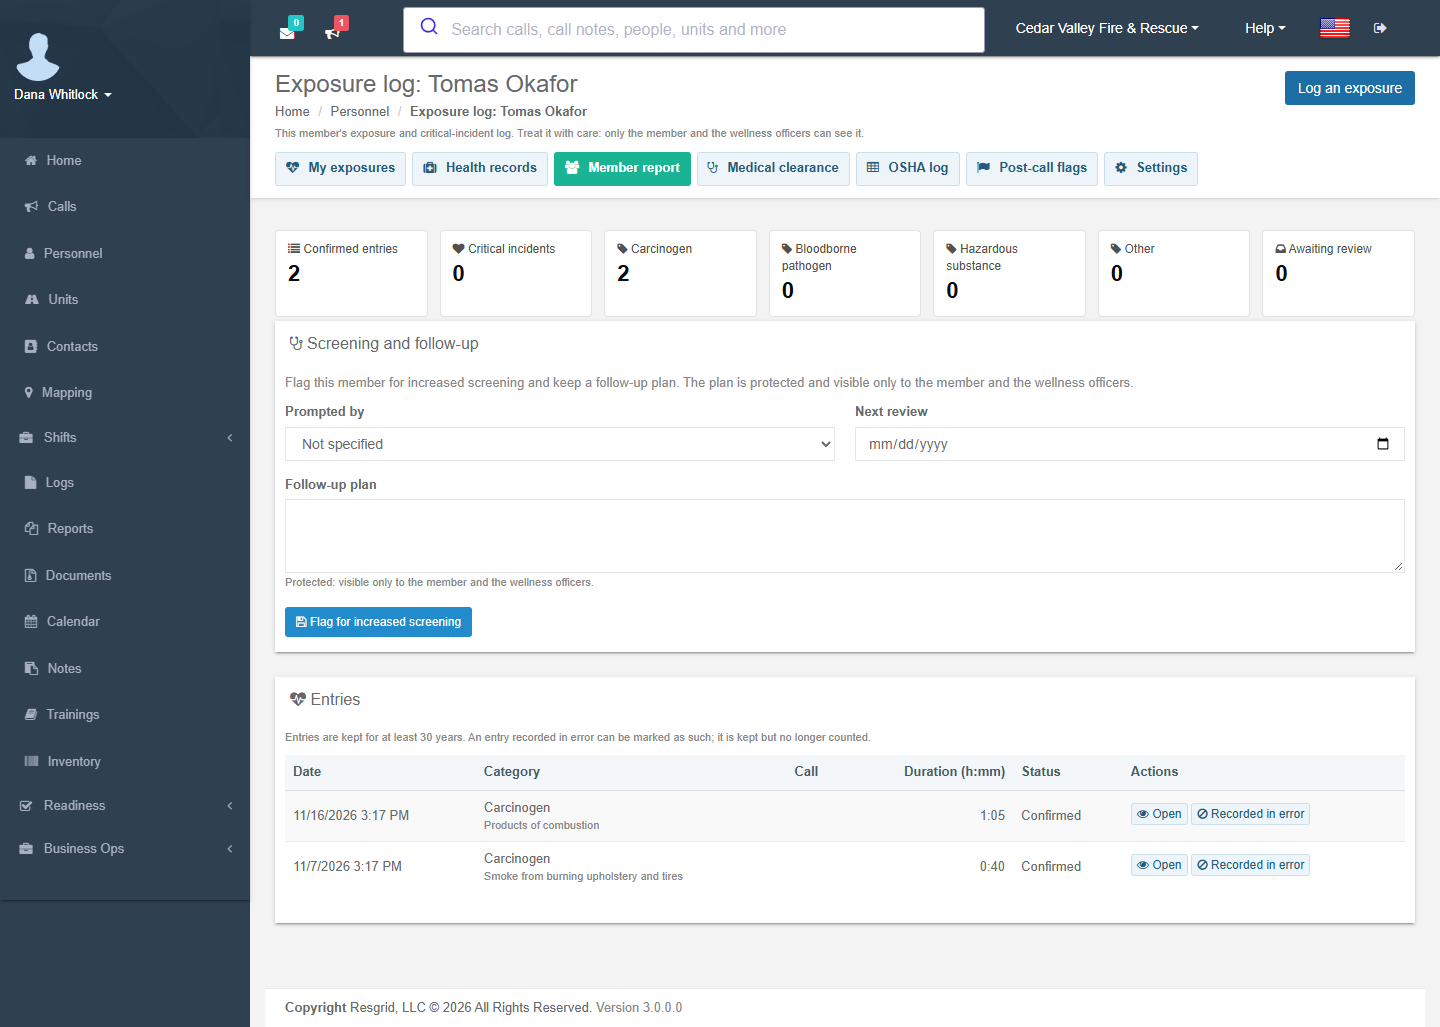 0
1
Search calls, call notes, people, units and more
Cedar Valley Fire & Rescue
Help
Dana Whitlock
Home
Calls
Personnel
Units
Contacts
Mapping
Shifts
Logs
Reports
Documents
Calendar
Notes
Trainings
Inventory
Readiness
Business Ops
Exposure log: Tomas Okafor
Log an exposure
Home / Personnel / Exposure log: Tomas Okafor
This member's exposure and critical-incident log. Treat it with care: only the member and the wellness officers can see it.
My exposures
Health records
Member report
Medical clearance
OSHA log
Post-call flags
Settings
Confirmed entries
2
Critical incidents
0
Carcinogen
2
Bloodborne
pathogen
0
Hazardous
substance
0
Other
0
Awaiting review
0
Screening and follow-up
Flag this member for increased screening and keep a follow-up plan. The plan is protected and visible only to the member and the wellness officers.
Prompted by
Next review
Not specified
mm/dd/yyyy
Follow-up plan
Protected: visible only to the member and the wellness officers.
Flag for increased screening
Entries
Entries are kept for at least 30 years. An entry recorded in error can be marked as such; it is kept but no longer counted.
Date Category Call Duration (h:mm) Status Actions
11/16/2026 3:17 PM Carcinogen 1:05 Confirmed Open Recorded in error
Products of combustion
11/7/2026 3:17 PM Carcinogen 0:40 Confirmed Open Recorded in error
Smoke from burning upholstery and tires
Copyright Resgrid, LLC © 2026 All Rights Reserved. Version 3.0.0.0